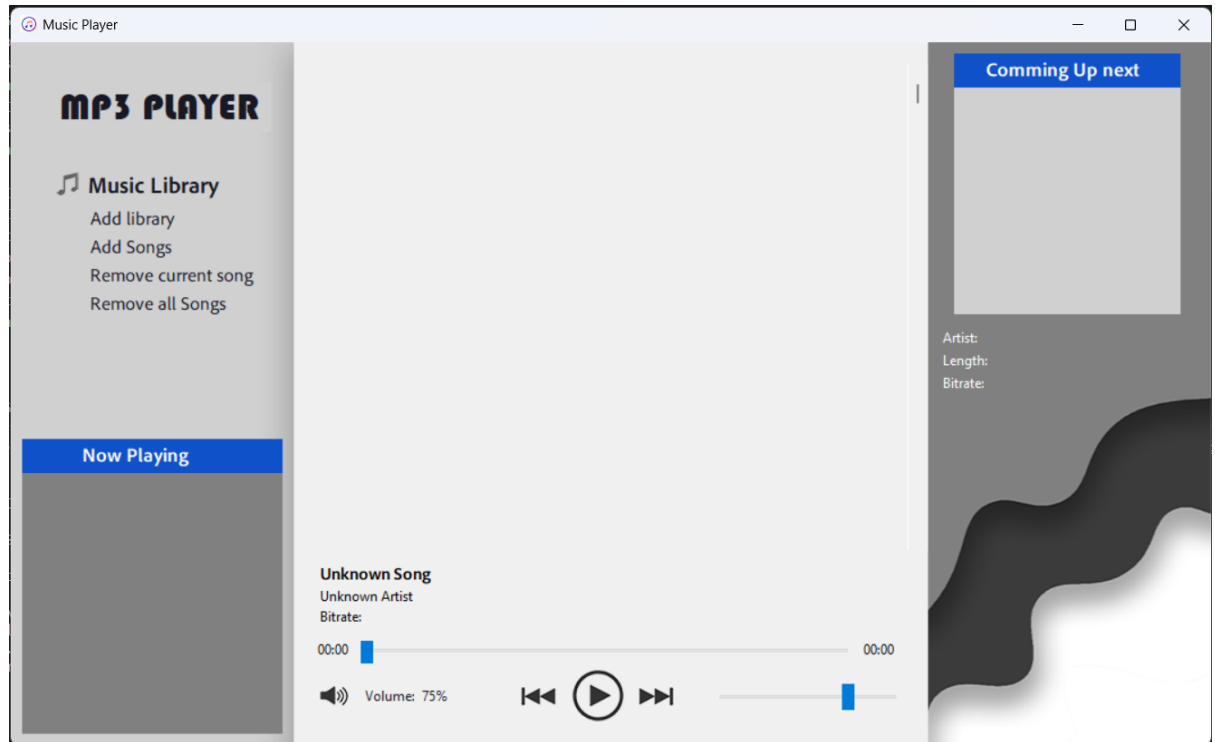 Music Player
MP3 PLAYER
Music Library
Add library
Add Songs
Remove current song
Remove all Songs
Now Playing
Unknown Song
Unknown Artist
Bitrate:
00:00
00:00
Volume: 75%
Comming Up next
Artist:
Length:
Bitrate: